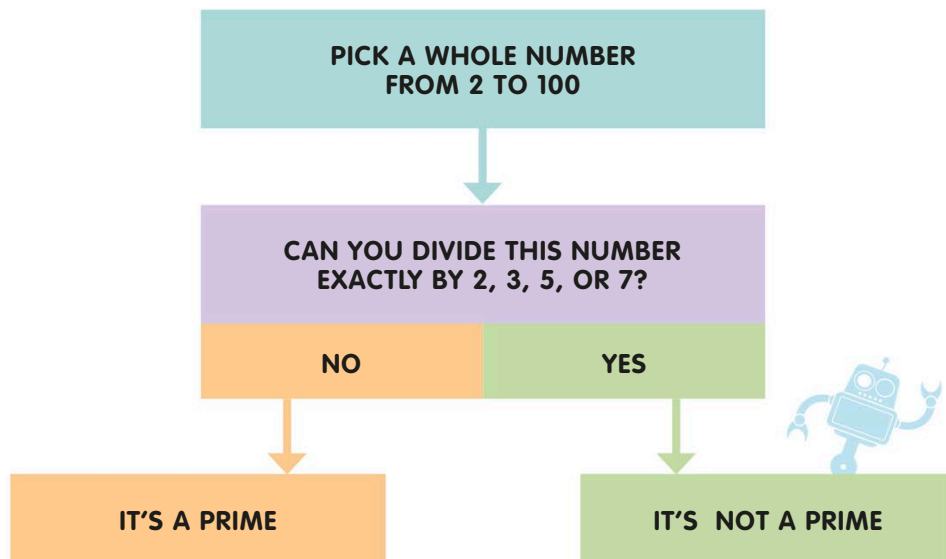 PICK A WHOLE NUMBER
FROM 2 TO 100
CAN YOU DIVIDE THIS NUMBER
EXACTLY BY 2, 3, 5, OR 7?
NO
YES
IT'S A PRIME
IT'S NOT A PRIME